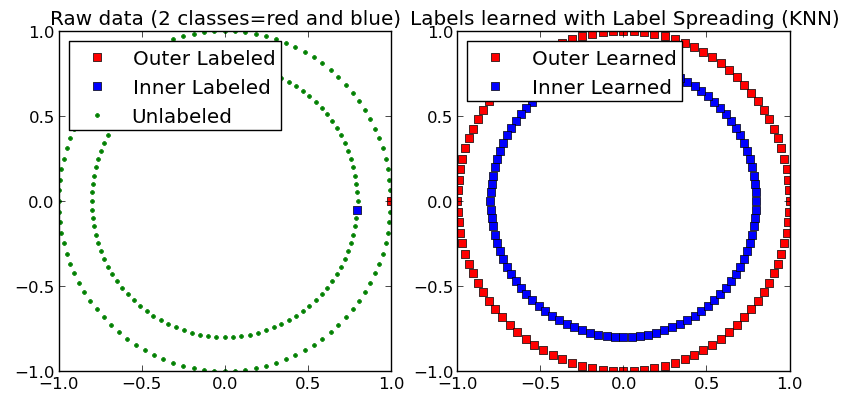 Raw data (2 classes=red and blue)
Outer Labeled
Inner Labeled
Unlabeled
1.0
0.5
0.0
−0.5
−1.0
−1.0
−0.5
0.0
0.5
1.0
Labels learned with Label Spreading (KNN)
Outer Learned
Inner Learned
1.0
0.5
0.0
−0.5
−1.0
−1.0
−0.5
0.0
0.5
1.0